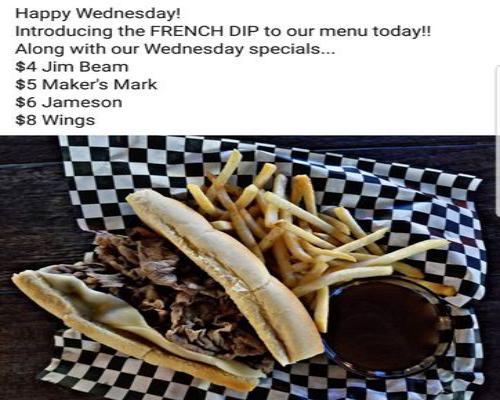 Happy Wednesday!
Introducing the FRENCH DIP to our menu today!!
Along with our Wednesday specials...
$4 Jim Beam
$5 Maker's Mark
$6 Jameson
$8 Wings